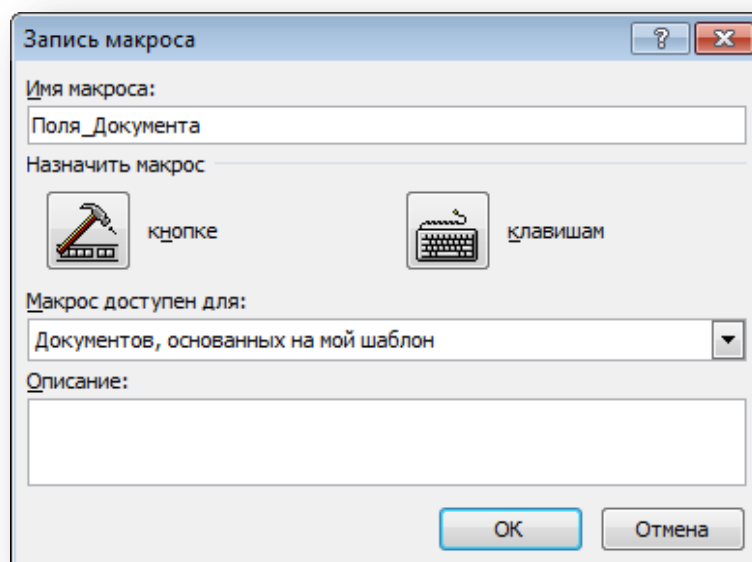 Запись макроса
Имя макроса:
Поля_Документа
Назначить макрос
кнопке
клавишам
Макрос доступен для:
Документов, основанных на мой шаблон
Описание:
ОК
Отмена